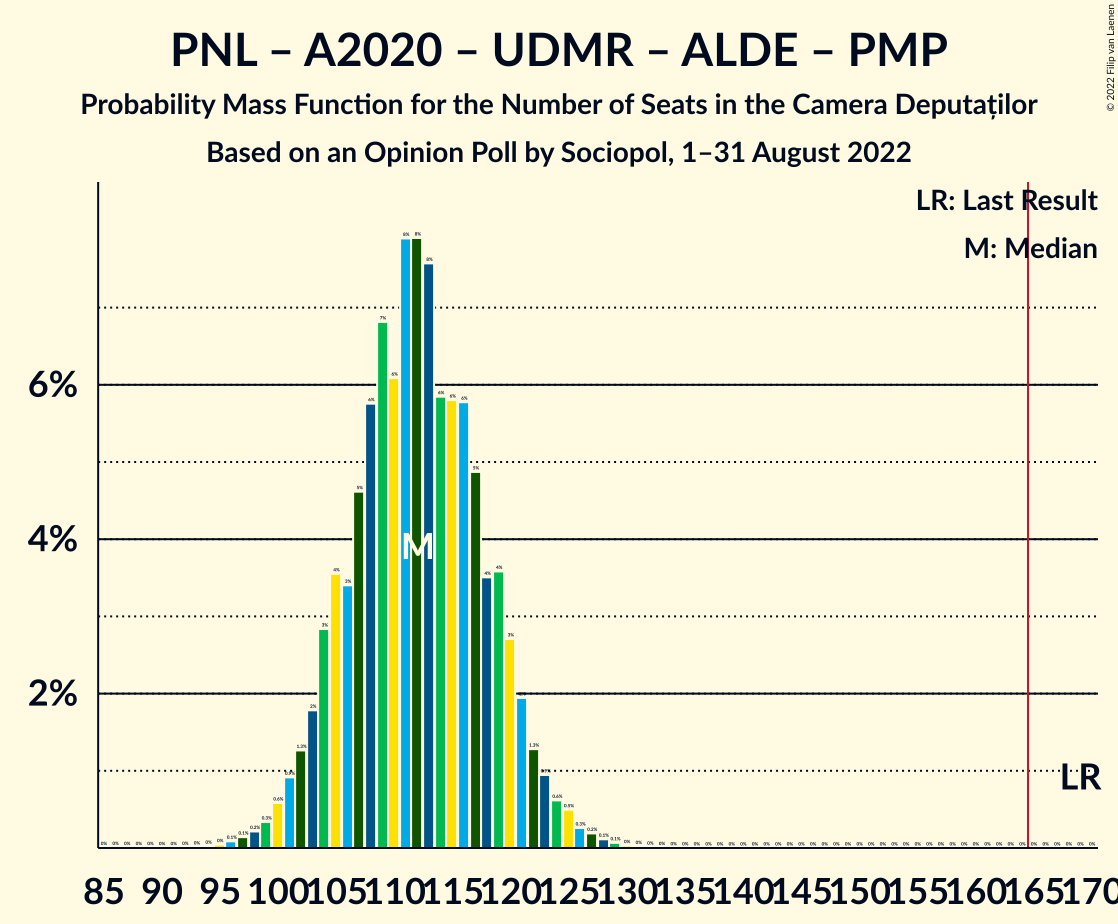 PNL – A2020 – UDMR – ALDE – PMP
Probability Mass Function for the Number of Seats in the Camera Deputaților
Based on an Opinion Poll by Sociopol, 1–31 August 2022
© 2022 Filip van Laenen
LR: Last Result
M: Median
6%
4%
2%
M
LR
85 90 95 100 105 110 115 120 125 130 135 140 145 150 155 160 165 170